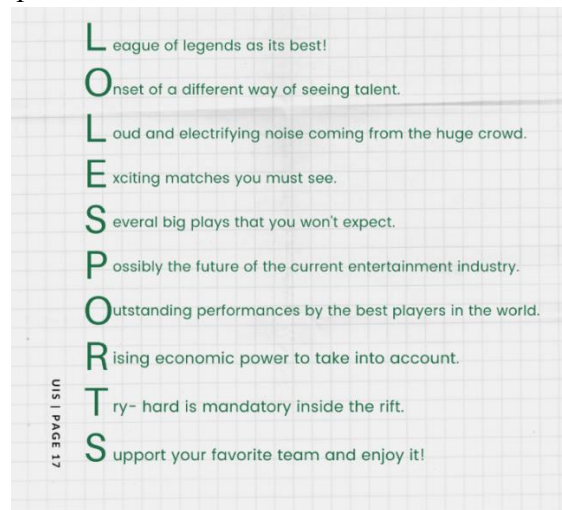 League of legends as its best!
Onset of a different way of seeing talent.
Loud and electrifying noise coming from the huge crowd.
Exciting matches you must see.
Several big plays that you won't expect.
Possibly the future of the current entertainment industry.
Outstanding performances by the best players in the world.
Rising economic power to take into account.
Try- hard is mandatory inside the rift.
Support your favorite team and enjoy it!
UIS | PAGE 17